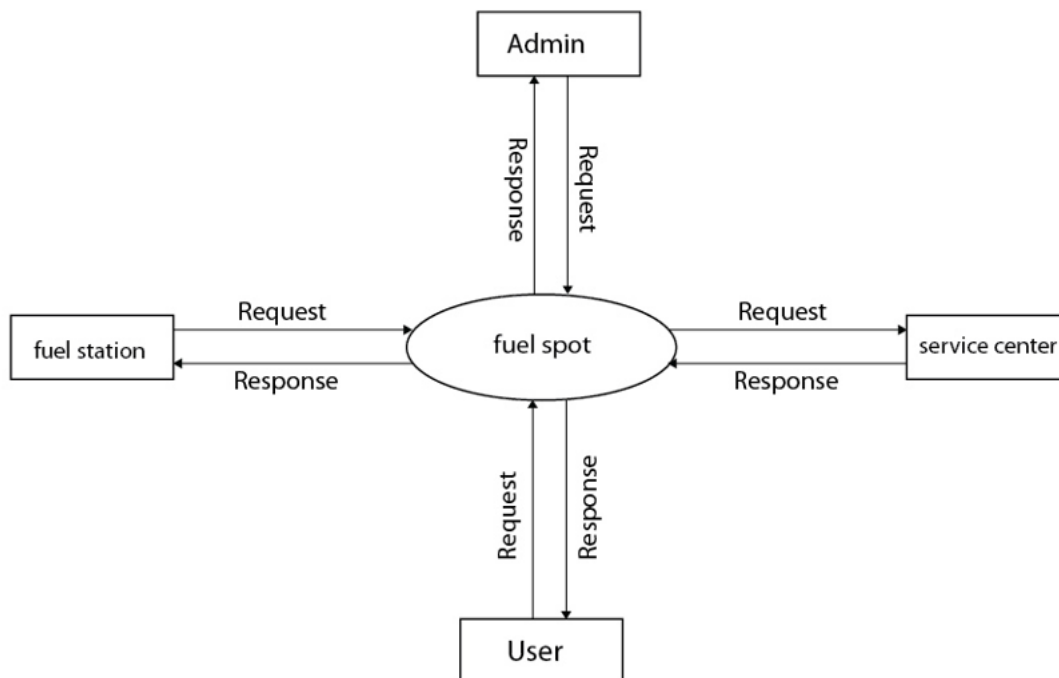 Admin
Response
Request
Request
Request
fuel station
fuel spot
service center
Response
Response
Request
Response
User